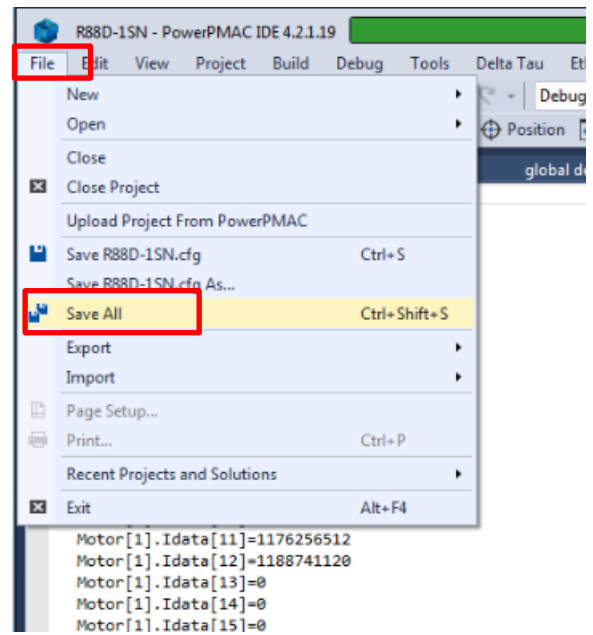 R88D-1SN - PowerPMAC IDE 4.2.1.19
File Edit View Project Build Debug Tools Delta Tau
New Debug
Open Position
Close global
Close Project
Upload Project From PowerPMAC
Save R88D-1SN.cfg Ctrl+S
Save R88D-1SN.cfg As...
Save All Ctrl+Shift+S
Export
Import
Page Setup...
Print... Ctrl+P
Recent Projects and Solutions
Exit Alt+F4
Motor[1].Idata[11]=1176256512
Motor[1].Idata[12]=1188741120
Motor[1].Idata[13]=0
Motor[1].Idata[14]=0
Motor[1].Idata[15]=0